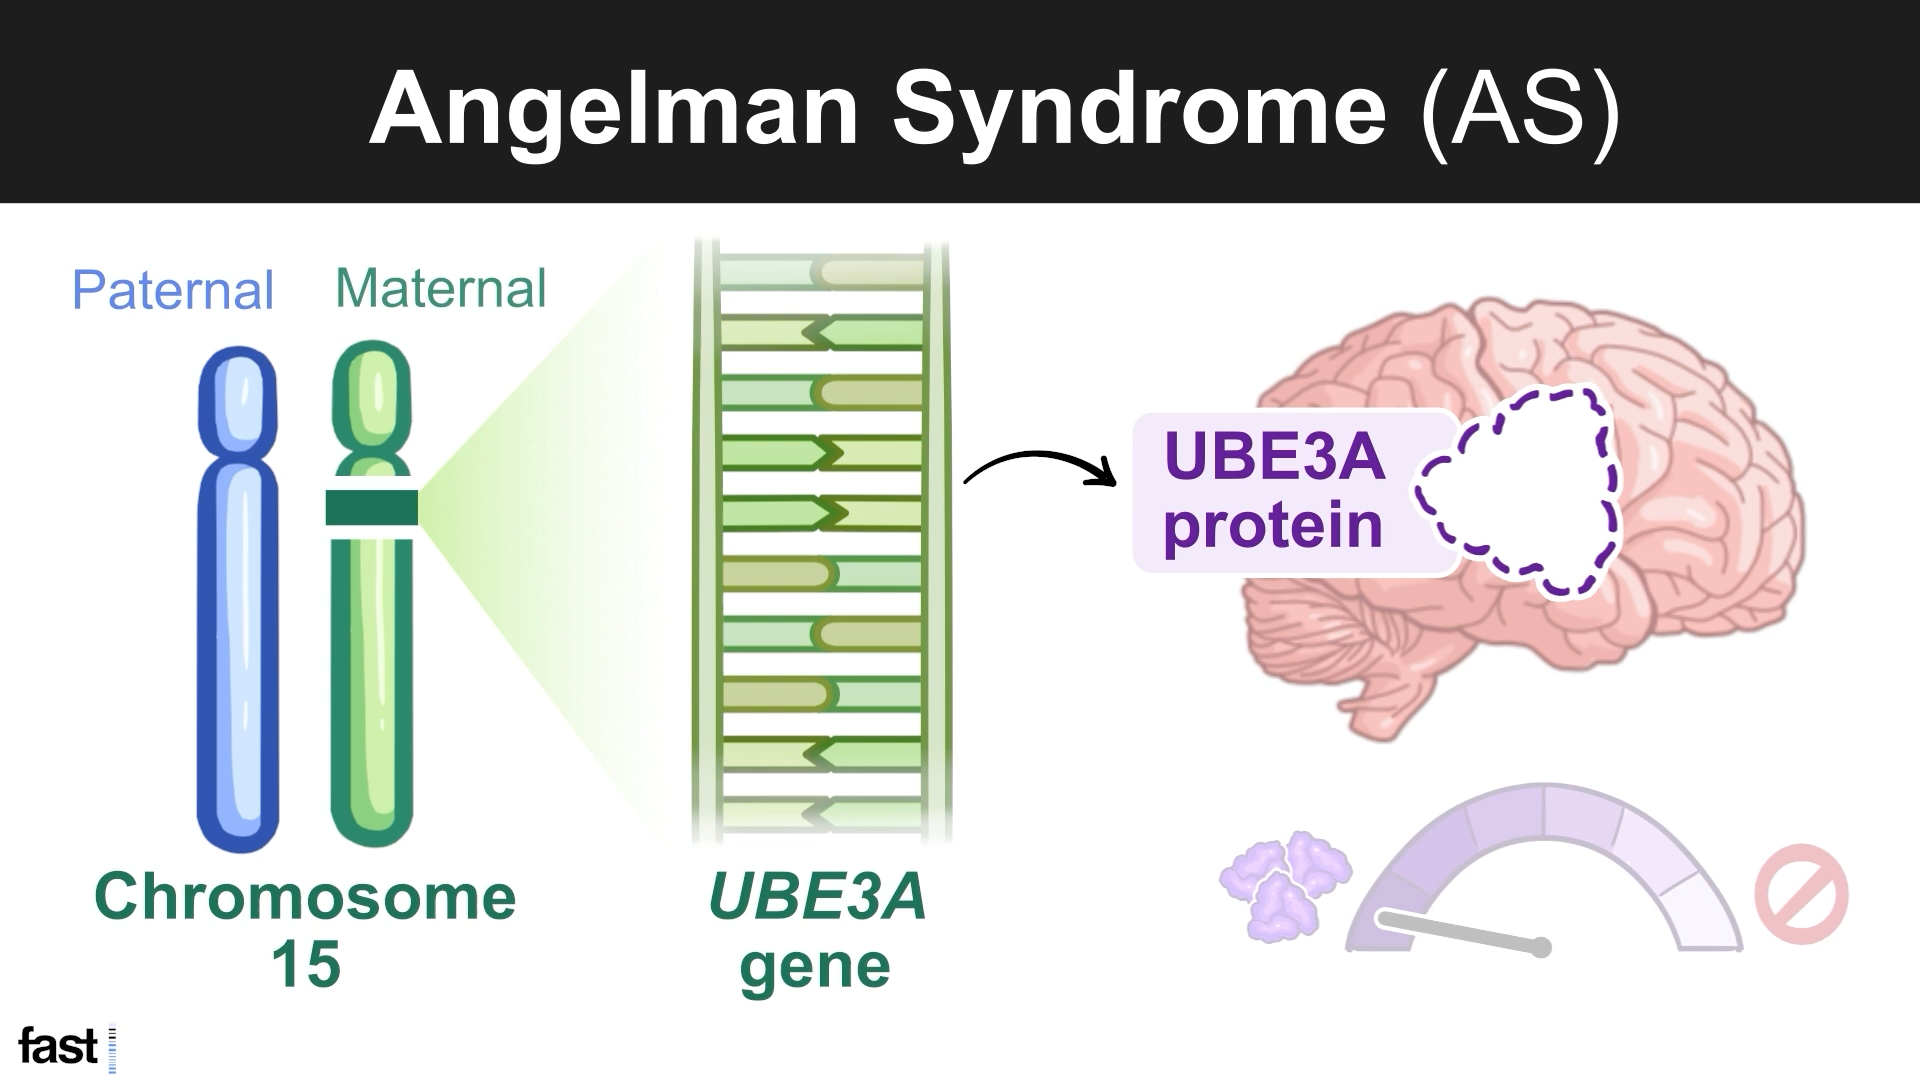 Angelman Syndrome (AS)
Paternal
Maternal
UBE3A
protein
Chromosome
15
UBE3A
gene
fast